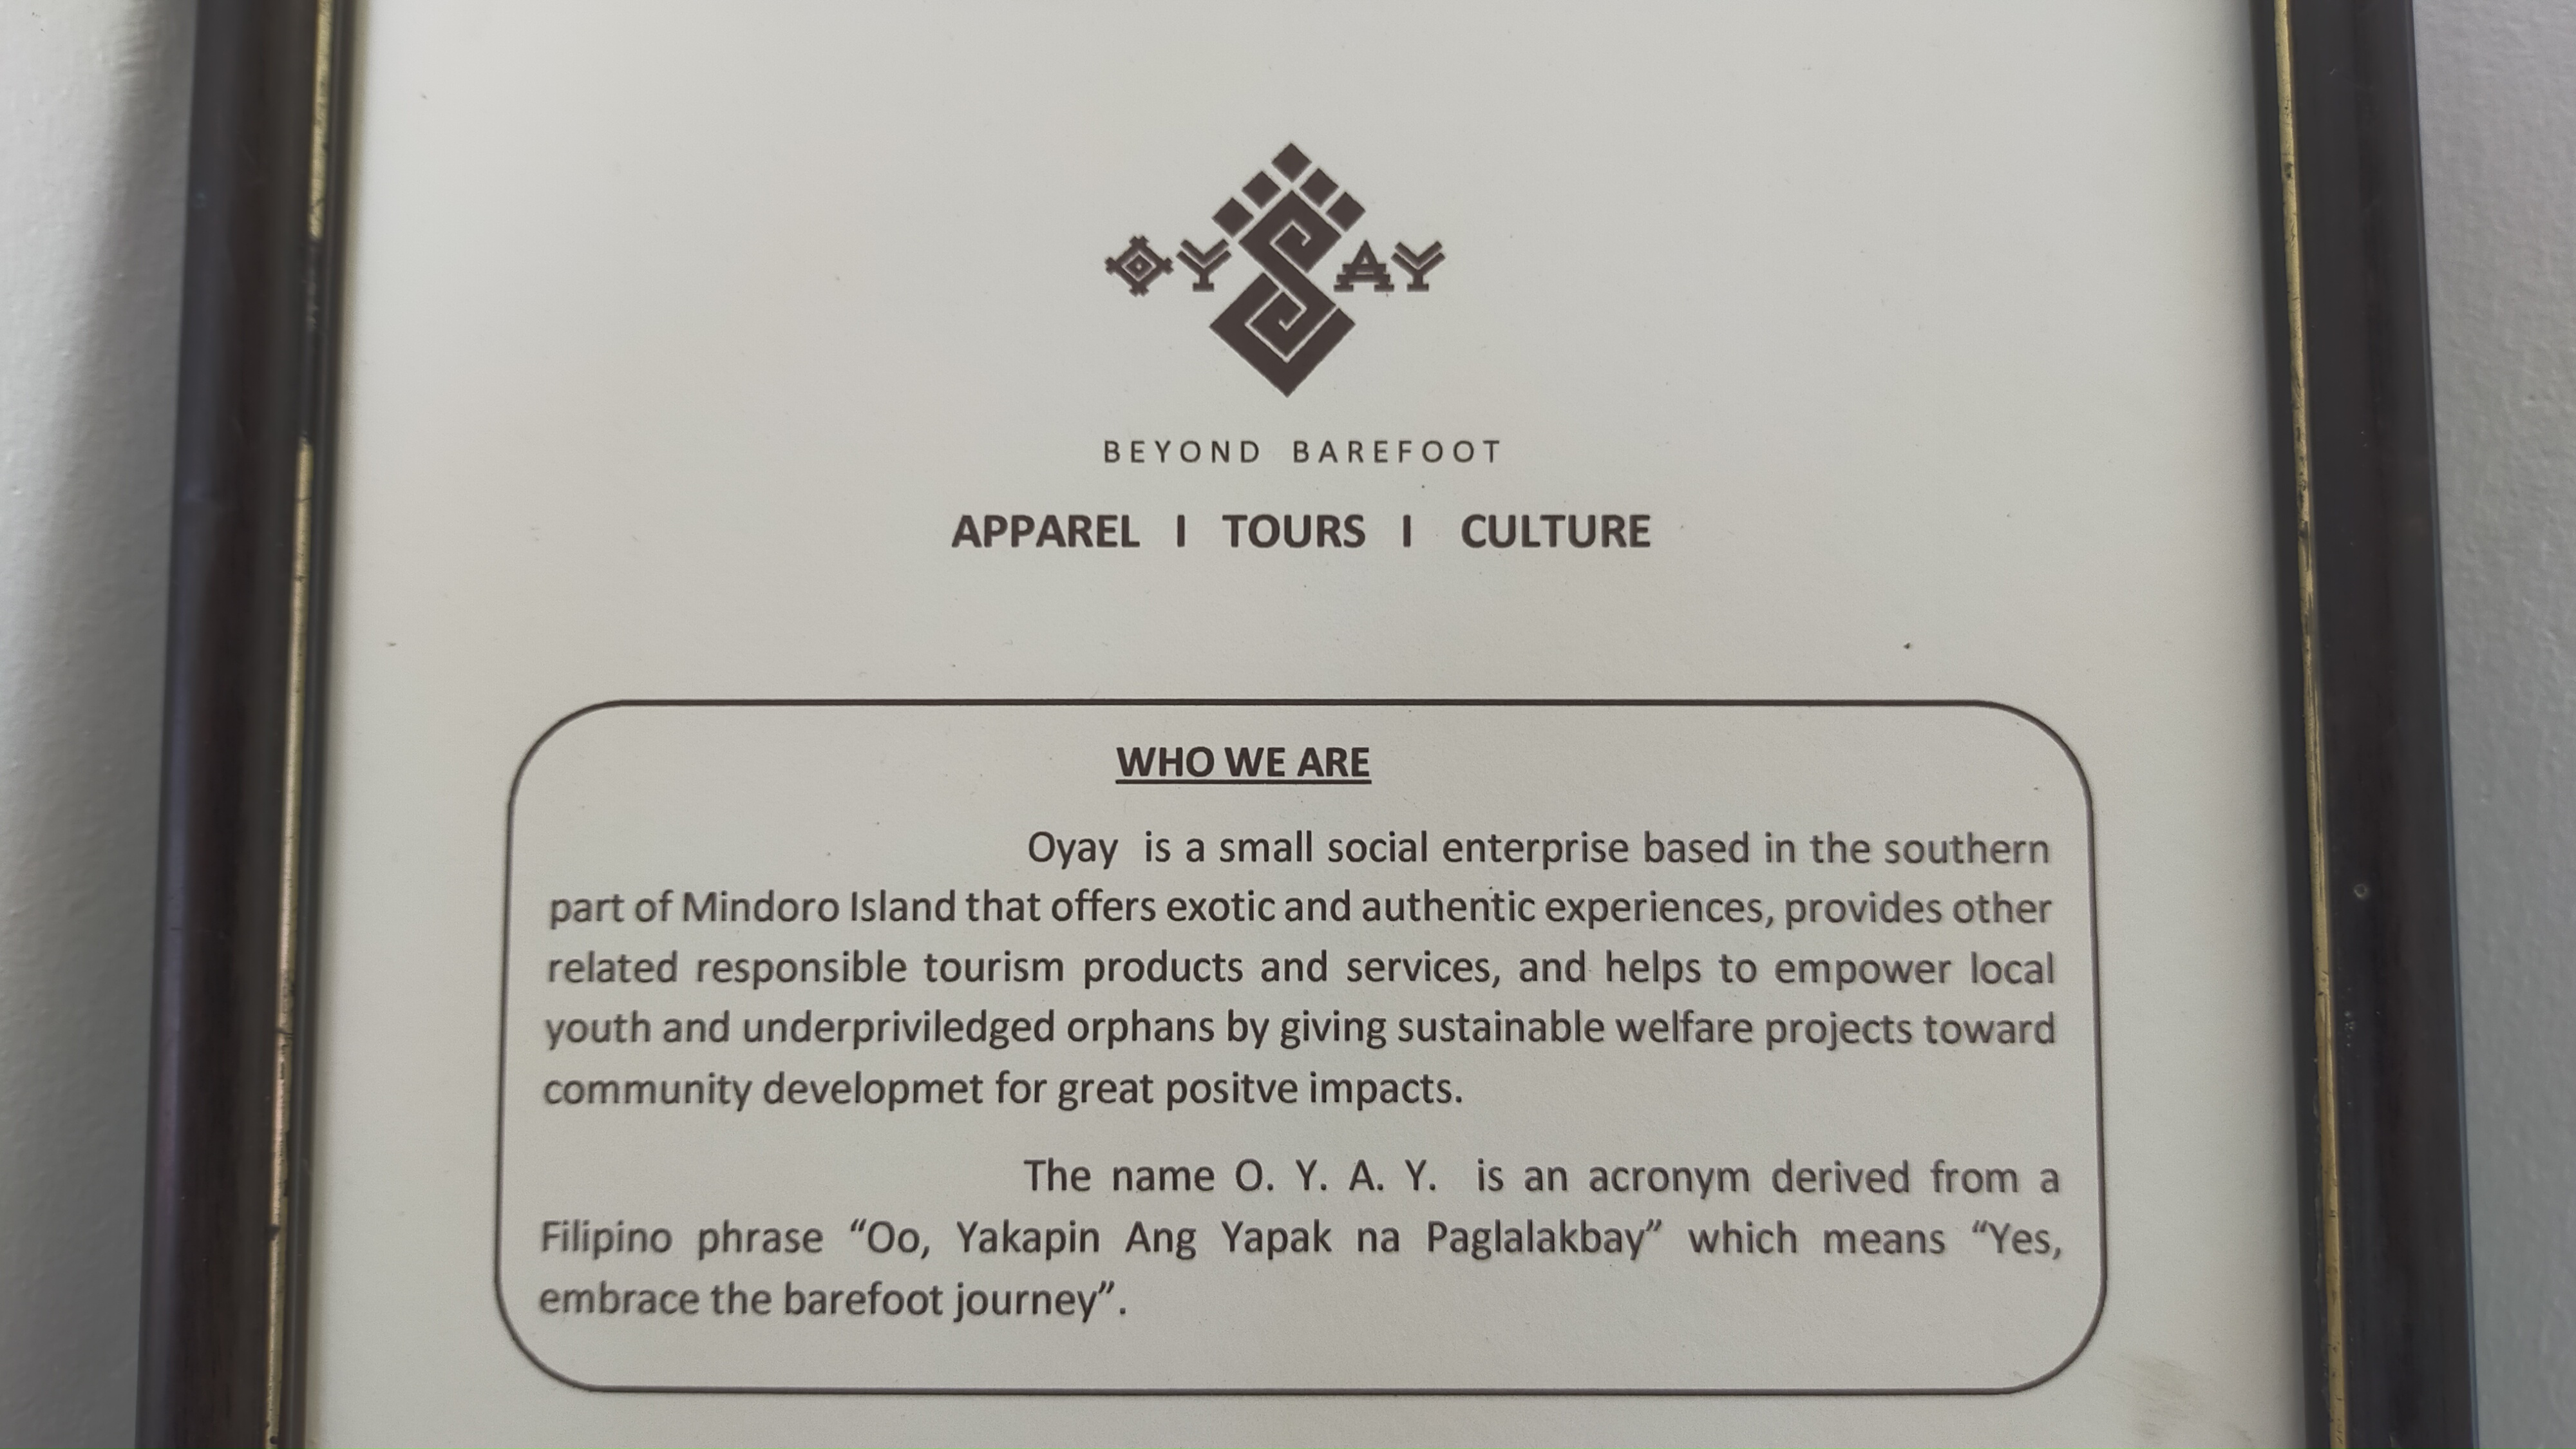 OYAY
BEYOND BAREFOOT
APPAREL I TOURS I CULTURE
WHO WE ARE
Oyay is a small social enterprise based in the southern
part of Mindoro Island that offers exotic and authentic experiences, provides other
related responsible tourism products and services, and helps to empower local
youth and underpriviledged orphans by giving sustainable welfare projects toward
community developmet for great positve impacts.
The name O. Y. A. Y. is an acronym derived from a
Filipino phrase “Oo, Yakapin Ang Yapak na Paglalakbay” which means “Yes,
embrace the barefoot journey”.